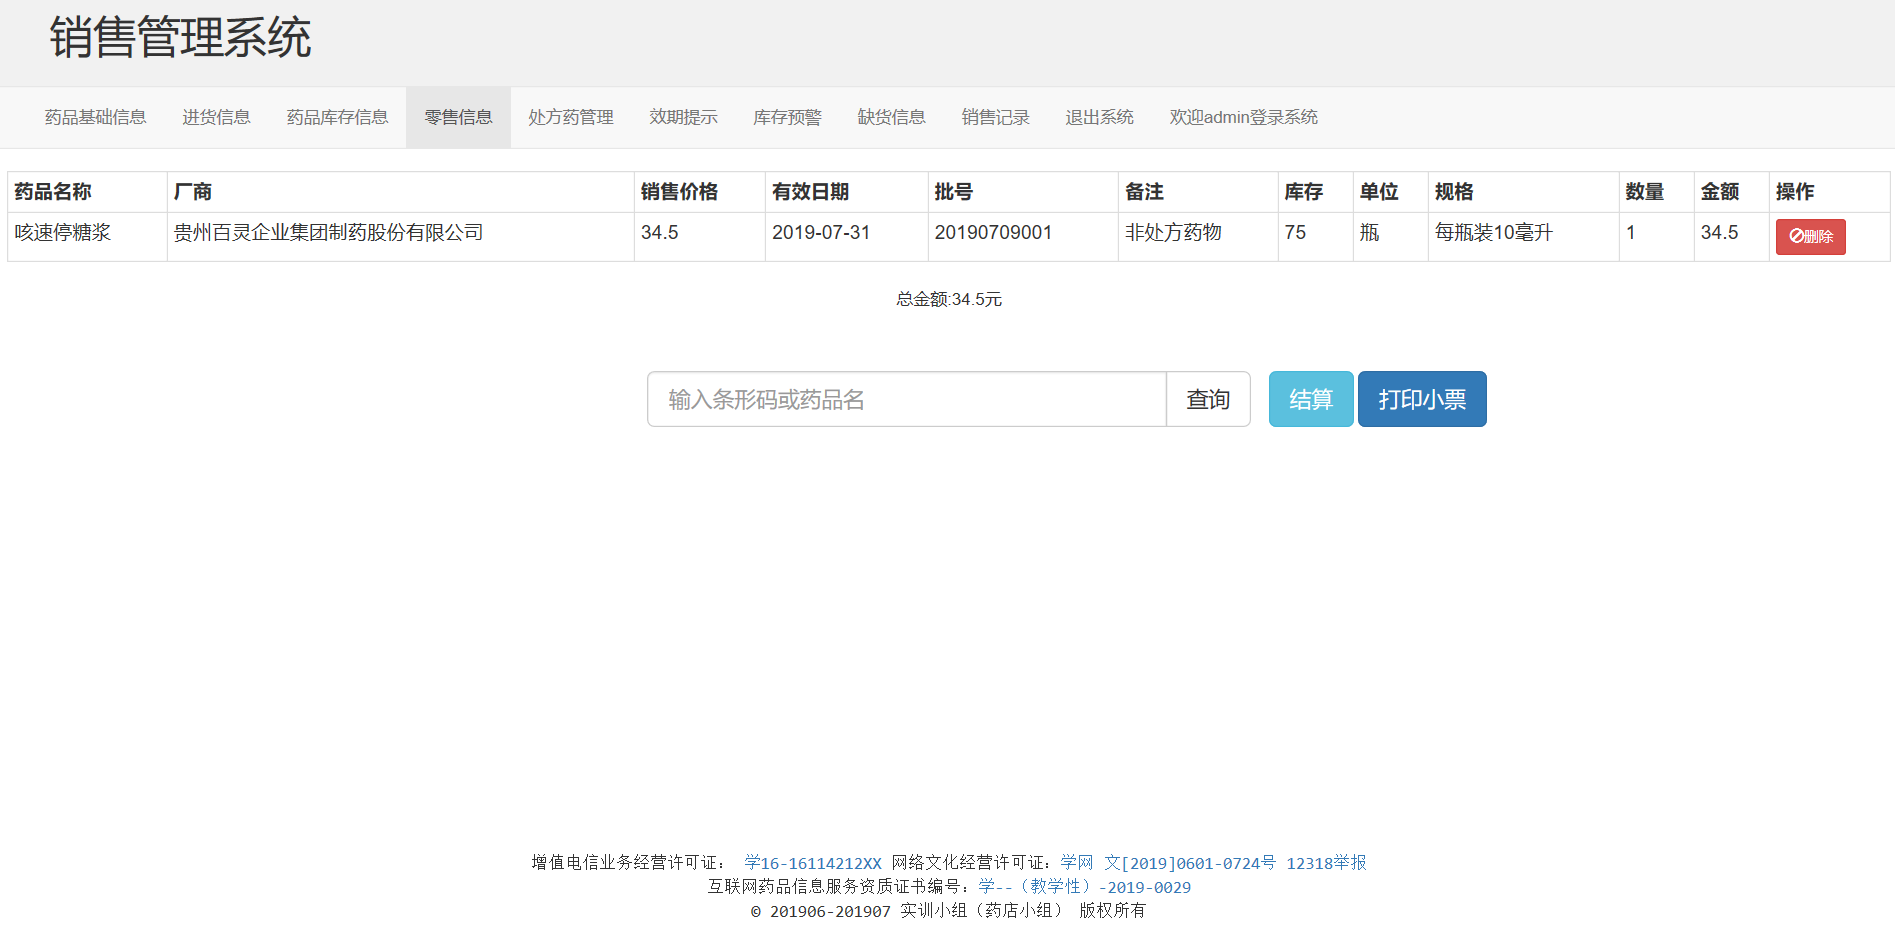 销售管理系统
药品基础信息 进货信息 药品库存信息 零售信息 处方药管理 效期提示 库存预警 缺货信息 销售记录 退出系统 欢迎admin登录系统
药品名称 厂商 销售价格 有效日期 批号 备注 库存 单位 规格 数量 金额 操作
咳速停糖浆 贵州百灵企业集团制药股份有限公司 34.5 2019-07-31 20190709001 非处方药物 75 瓶 每瓶装10毫升 1 34.5 删除
总金额:34.5元
输入条形码或药品名 查询 结算 打印小票
增值电信业务经营许可证： 学16-16114212XX 网络文化经营许可证：学网 文[2019]0601-0724号 12318举报
互联网药品信息服务资质证书编号：学--（教学性）-2019-0029
© 201906-201907 实训小组（药店小组） 版权所有